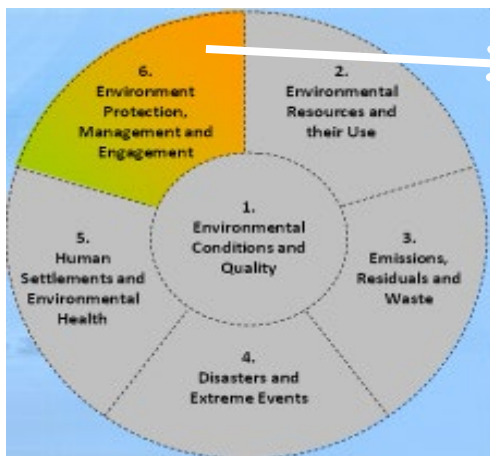 6.
Environment
Protection,
Management and
Engagement
2.
Environmental
Resources and
their Use
1.
Environmental
Conditions and
Quality
5.
Human
Settlements and
Environmental
Health
3.
Emissions,
Residuals and
Waste
4.
Disasters and
Extreme Events